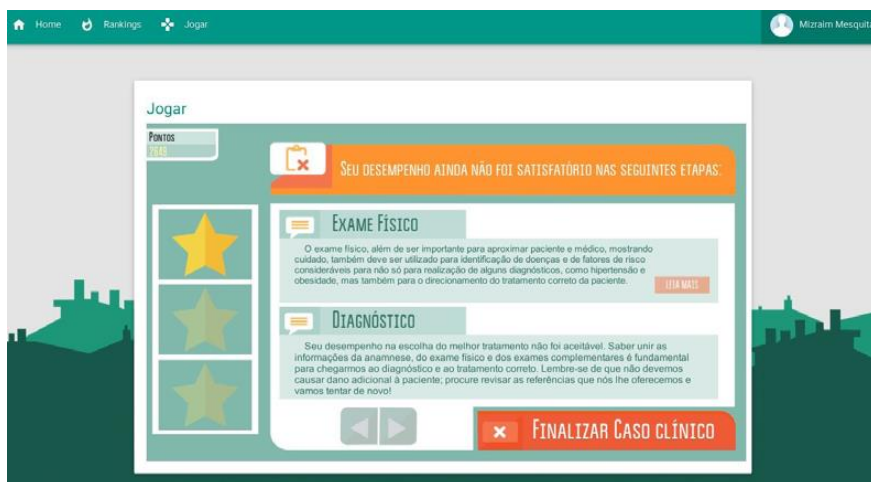 Home Rankings Jogar Mizraim Mesquita
Jogar
Pontos
2649
Seu desempenho ainda não foi satisfatório nas seguintes etapas:
Exame Físico
O exame físico, além de ser importante para aproximar paciente e médico, mostrando
cuidado, também deve ser utilizado para identificação de doenças e de fatores de risco
consideráveis para não só para realização de alguns diagnósticos, como hipertensão e
obesidade, mas também para o direcionamento do tratamento correto da paciente.
LEIA MAIS
Diagnóstico
Seu desempenho na escolha do melhor tratamento não foi aceitável. Saber unir as
informações da anamnese, do exame físico e dos exames complementares é fundamental
para chegarmos ao diagnóstico e ao tratamento correto. Lembre-se de que não devemos
causar dano adicional à paciente; procure revisar as referências que nós lhe oferecemos e
vamos tentar de novo!
Finalizar Caso clínico